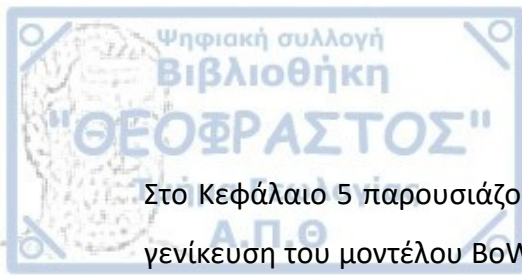 Ψηφιακή συλλογή
Βιβλιοθήκη
"ΘΕΟΦΡΑΣΤΟΣ"
Στο Κεφάλαιο 5 παρουσιάζο
Α.Π.Θ
γενίκευση του μοντέλου BoW